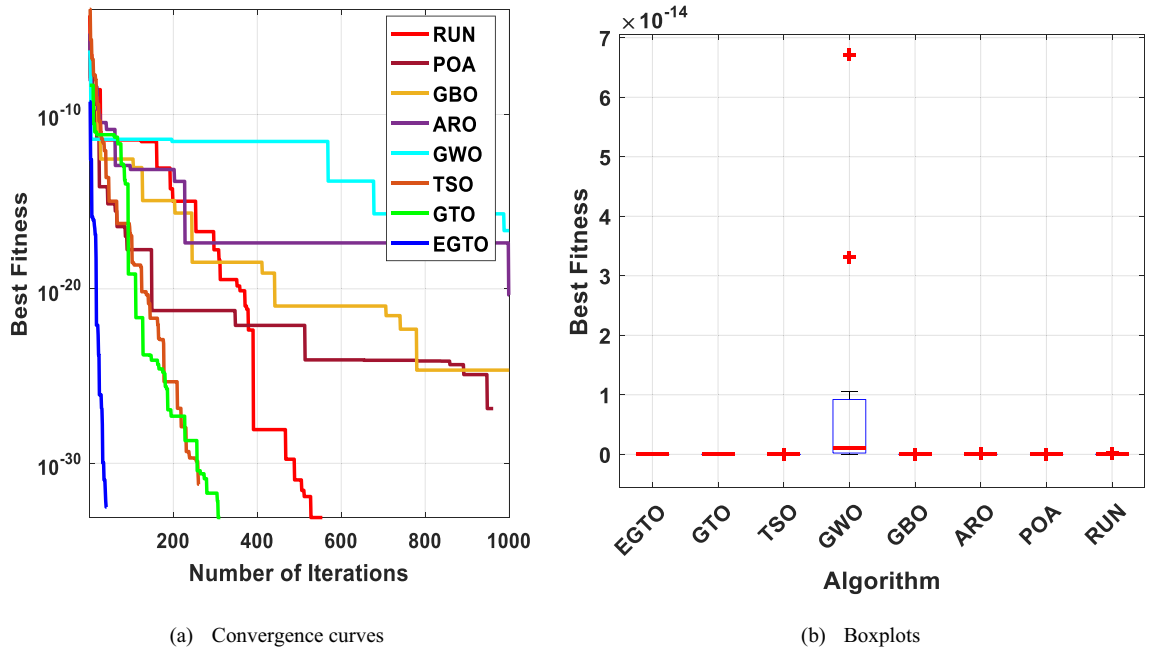 RUN
POA
GBO
ARO
GWO
TSO
GTO
EGTO
10^-10
10^-20
10^-30
Best Fitness
200 400 600 800 1000
Number of Iterations
(a) Convergence curves
×10^-14
7
6
5
4
3
2
1
0
Best Fitness
EGTO GTO TSO GWO GBO ARO POA RUN
Algorithm
(b) Boxplots